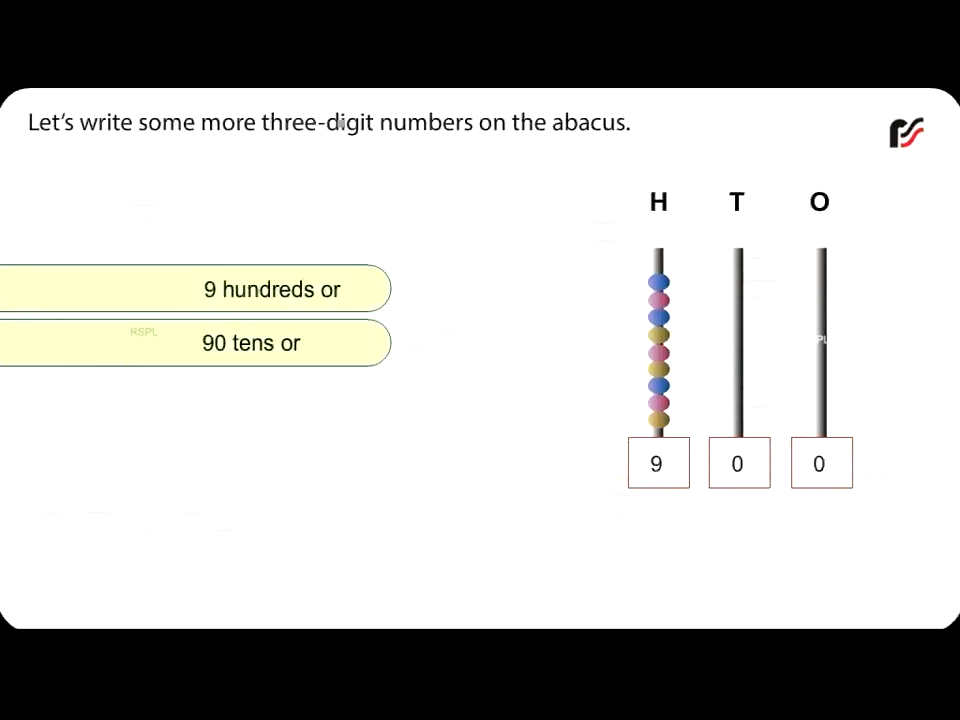 Let's write some more three-digit numbers on the abacus.
H T O
9 hundreds or
RSPL
90 tens or
9 0 0